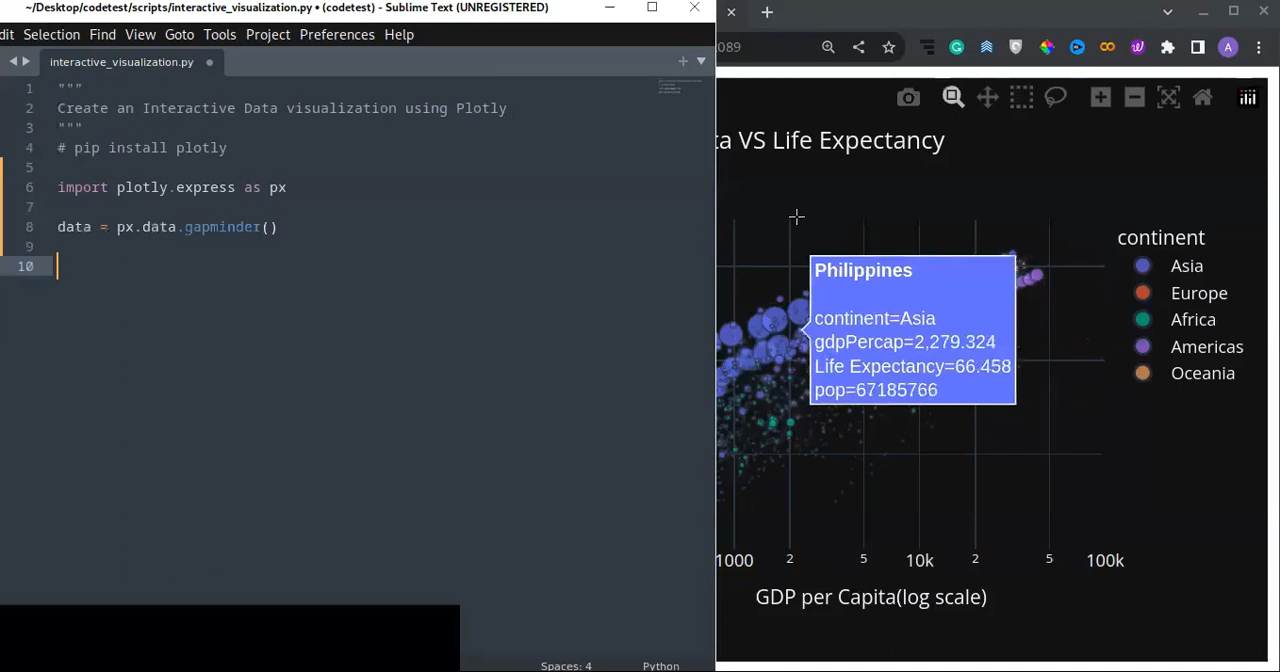 ~/Desktop/codetest/scripts/interactive_visualization.py • (codetest) - Sublime Text (UNREGISTERED)
dit Selection Find View Goto Tools Project Preferences Help
interactive_visualization.py
1 """
2 Create an Interactive Data visualization using Plotly
3 """
4 # pip install plotly
5
6 import plotly.express as px
7
8 data = px.data.gapminder()
9
10
Spaces: 4 Python
089
A
ta VS Life Expectancy
Philippines
continent=Asia
gdpPercap=2,279.324
Life Expectancy=66.458
pop=67185766
continent
Asia
Europe
Africa
Americas
Oceania
1000 2 5 10k 2 5 100k
GDP per Capita(log scale)